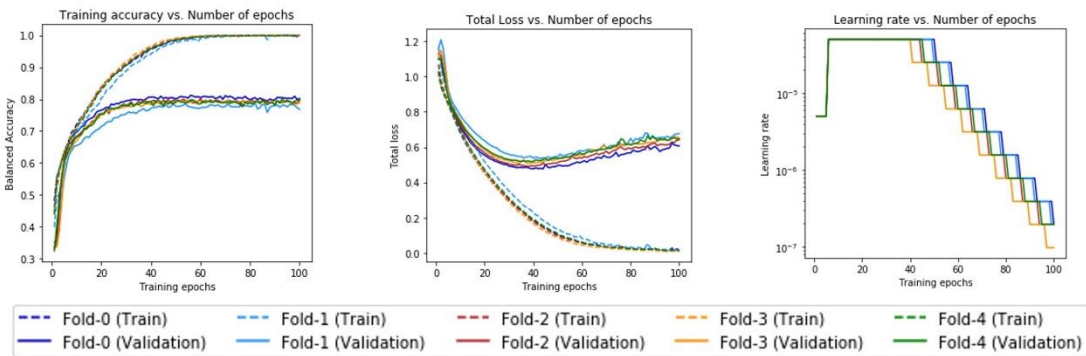 Training accuracy vs. Number of epochs
1.0
0.9
0.8
0.7
0.6
0.5
0.4
0.3
Balanced Accuracy
0 20 40 60 80 100
Training epochs
Total Loss vs. Number of epochs
1.2
1.0
0.8
0.6
0.4
0.2
0.0
Total loss
0 20 40 60 80 100
Training epochs
Learning rate vs. Number of epochs
10⁻⁵
10⁻⁶
10⁻⁷
Learning rate
0 20 40 60 80 100
Training epochs
Fold-0 (Train) Fold-1 (Train) Fold-2 (Train) Fold-3 (Train) Fold-4 (Train)
Fold-0 (Validation) Fold-1 (Validation) Fold-2 (Validation) Fold-3 (Validation) Fold-4 (Validation)